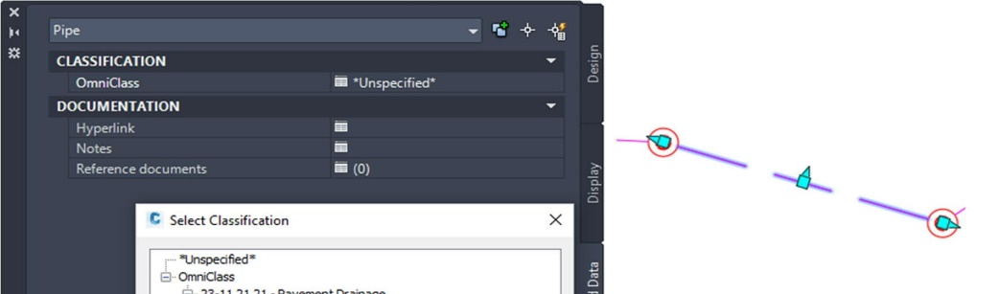 Pipe
CLASSIFICATION
OmniClass *Unspecified*
DOCUMENTATION
Hyperlink
Notes
Reference documents (0)
Design
Display
d Data
C Select Classification
*Unspecified*
OmniClass
23-11 21 21 - Pavement Drainage